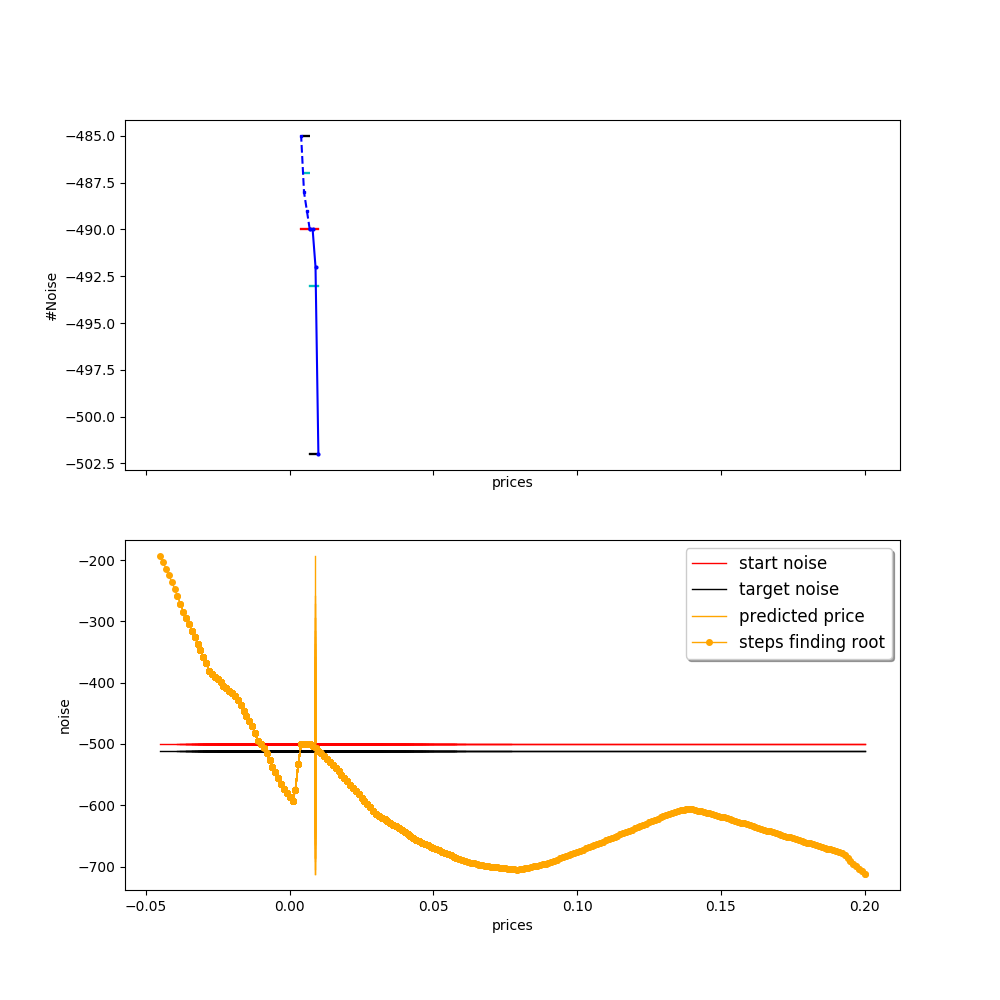 −485.0
−487.5
−490.0
−492.5
−495.0
−497.5
−500.0
−502.5
#Noise
prices
−200
−300
−400
−500
−600
−700
noise
start noise
target noise
predicted price
steps finding root
−0.05
0.00
0.05
0.10
0.15
0.20
prices